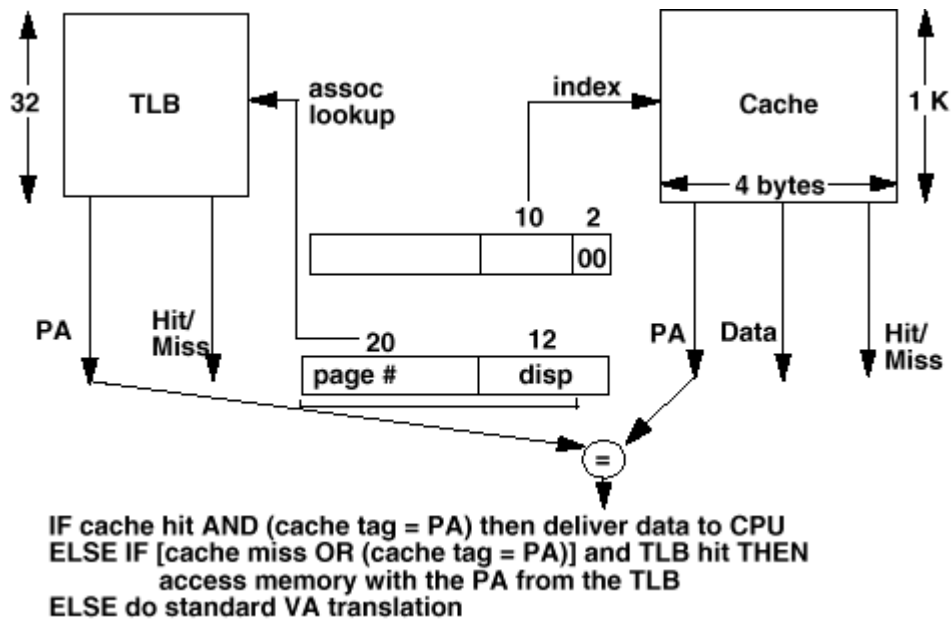 32
TLB
assoc
lookup
index
Cache
1 K
4 bytes
10 2
00
PA
Hit/
Miss
20 12
page # disp
PA
Data
Hit/
Miss
=
IF cache hit AND (cache tag = PA) then deliver data to CPU
ELSE IF [cache miss OR (cache tag = PA)] and TLB hit THEN
access memory with the PA from the TLB
ELSE do standard VA translation